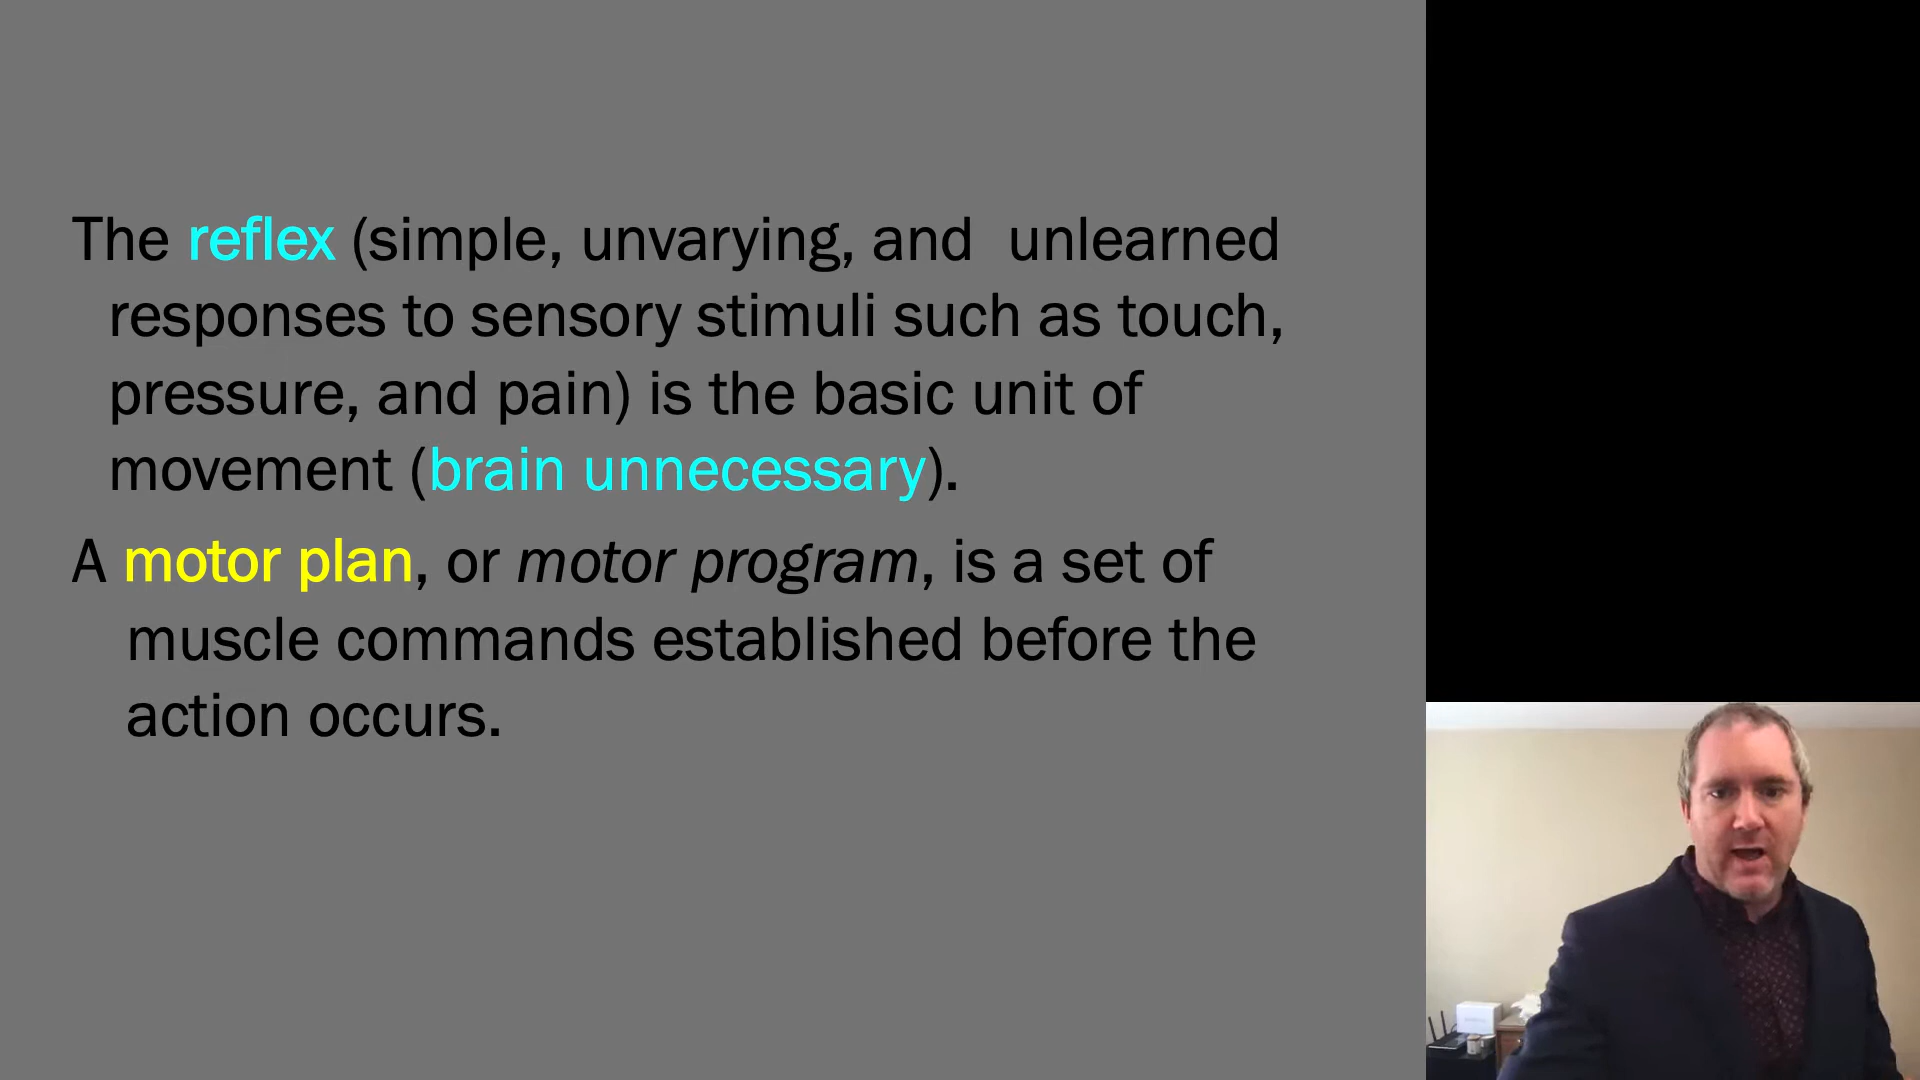 The reflex (simple, unvarying, and  unlearned
responses to sensory stimuli such as touch,
pressure, and pain) is the basic unit of
movement (brain unnecessary).
A motor plan, or motor program, is a set of
muscle commands established before the
action occurs.